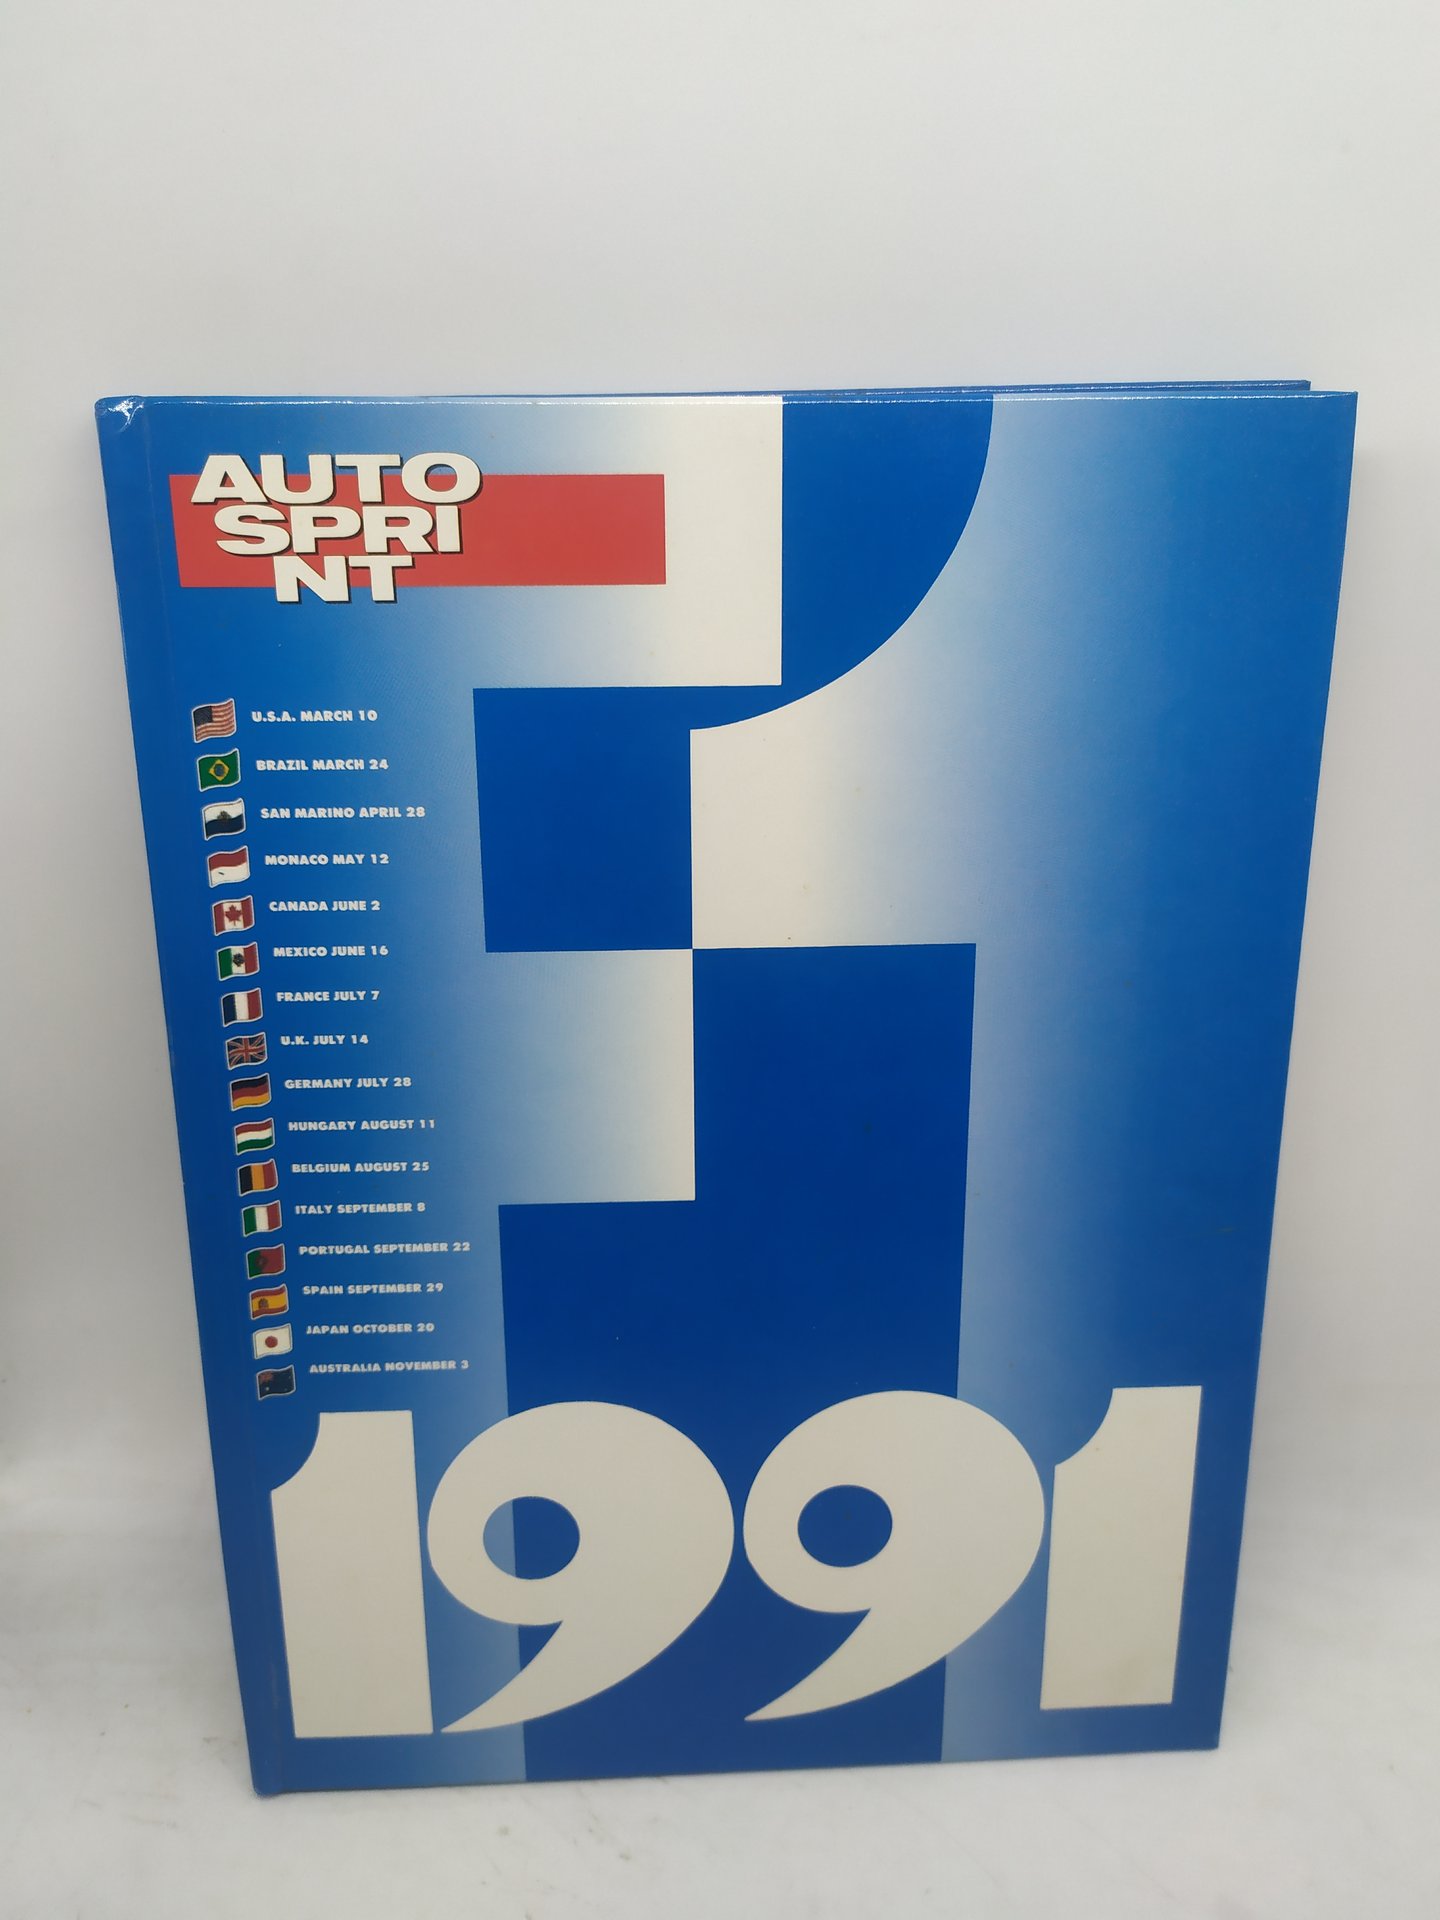 AUTO
SPRI
NT
U.S.A. MARCH 10
BRAZIL MARCH 24
SAN MARINO APRIL 28
MONACO MAY 12
CANADA JUNE 2
MEXICO JUNE 16
FRANCE JULY 7
U.K. JULY 14
GERMANY JULY 28
HUNGARY AUGUST 11
BELGIUM AUGUST 25
ITALY SEPTEMBER 8
PORTUGAL SEPTEMBER 22
SPAIN SEPTEMBER 29
JAPAN OCTOBER 20
AUSTRALIA NOVEMBER 3
1991